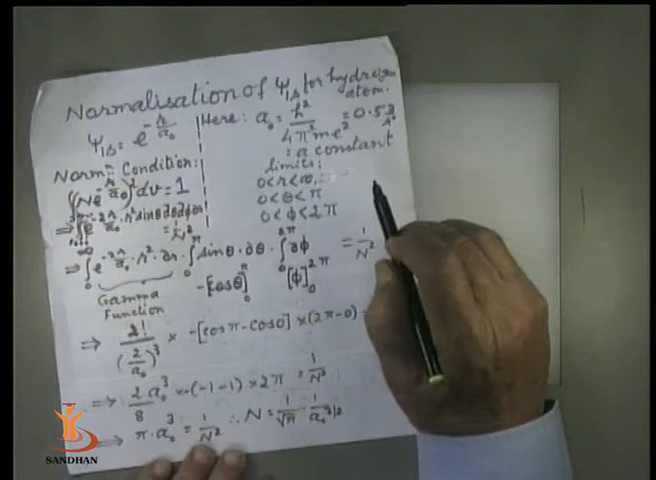 Normalisation of Ψ1s for hydrogen atom.
Ψ1s = e^(-r/a₀)
Here: a₀ = h²/4π²me² = 0.53 A°
= a constant
Normⁿ Condition:
∫∫(Ne^(-r/a₀))² dv = 1
limits:
0<r<∞,
0<θ<π
0<ϕ<2π
⇒ ∫∫∫e^(-2r/a₀) · r² sinθ dθ dϕ dr = 1/N²
⇒ ∫₀^∞ e^(-2r/a₀) · r² · dr · ∫₀^π sinθ · dθ · ∫₀^2π dϕ = 1/N²
Gamma Function
-[cosθ]₀^π
[ϕ]₀^2π
⇒ 2!/(2/a₀)³ × -[cosπ-cos0] × (2π-0) =
⇒ 2/8 a₀³ × -(-1-1) × 2π = 1/N²
⇒ π · a₀³ = 1/N² ∴ N = 1/√π · 1/a₀^3/2
SANDHAN